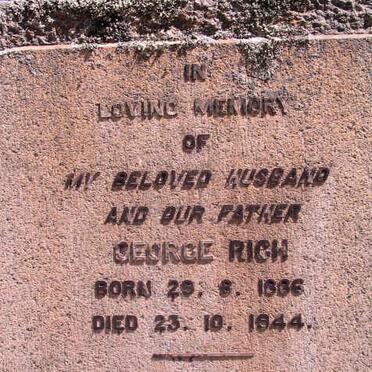 IN
LOVING MEMORY
OF
MY BELOVED HUSBAND
AND OUR FATHER
GEORGE RICH
BORN 29. 8. 1886
DIED 23. 10. 1944.